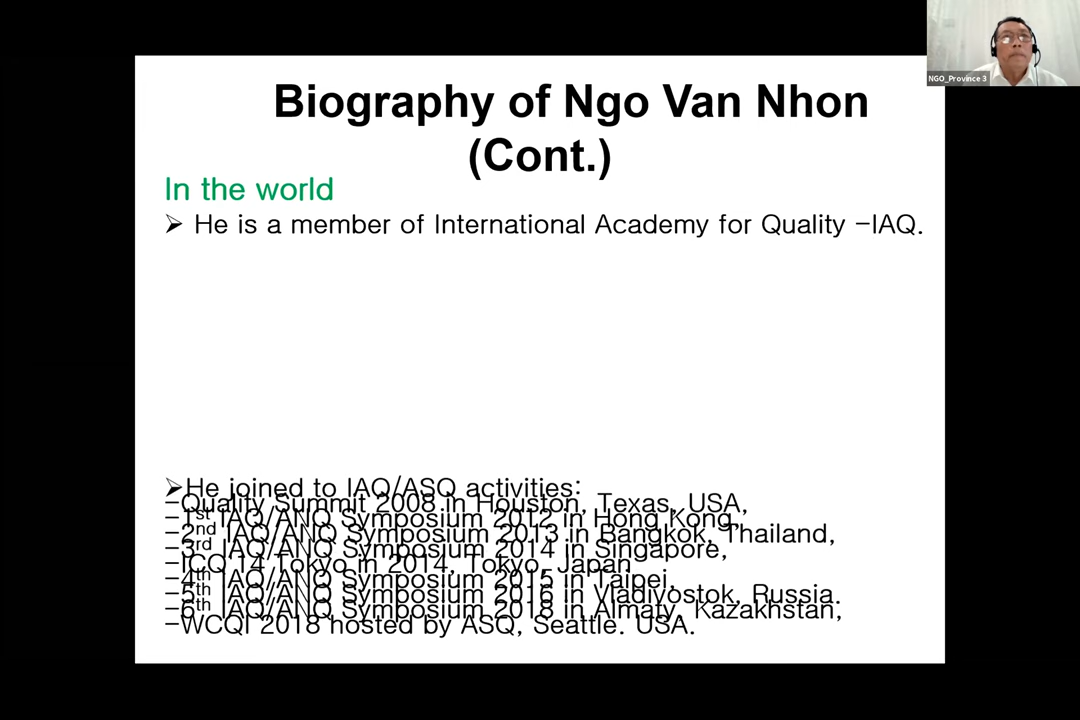 NGO_Province 3
Biography of Ngo Van Nhon
(Cont.)
In the world
➢ He is a member of International Academy for Quality –IAQ.
➢He joined to IAQ/ASQ activities:
–Quality Summit 2008 in Houston, Texas, USA,
–1st IAQ/ANQ Symposium 2012 in Hong Kong,
–2nd IAQ/ANQ Symposium 2013 in Bangkok, Thailand,
–3rd IAQ/ANQ Symposium 2014 in Singapore,
–ICQ 14 Tokyo in 2014, Tokyo, Japan
–4th IAQ/ANQ Symposium 2015 in Taipei,
–5th IAQ/ANQ Symposium 2016 in Vladivostok, Russia.
–6th IAQ/ANQ Symposium 2018 in Almaty, Kazakhstan;
–WCQI 2018 hosted by ASQ, Seattle. USA.